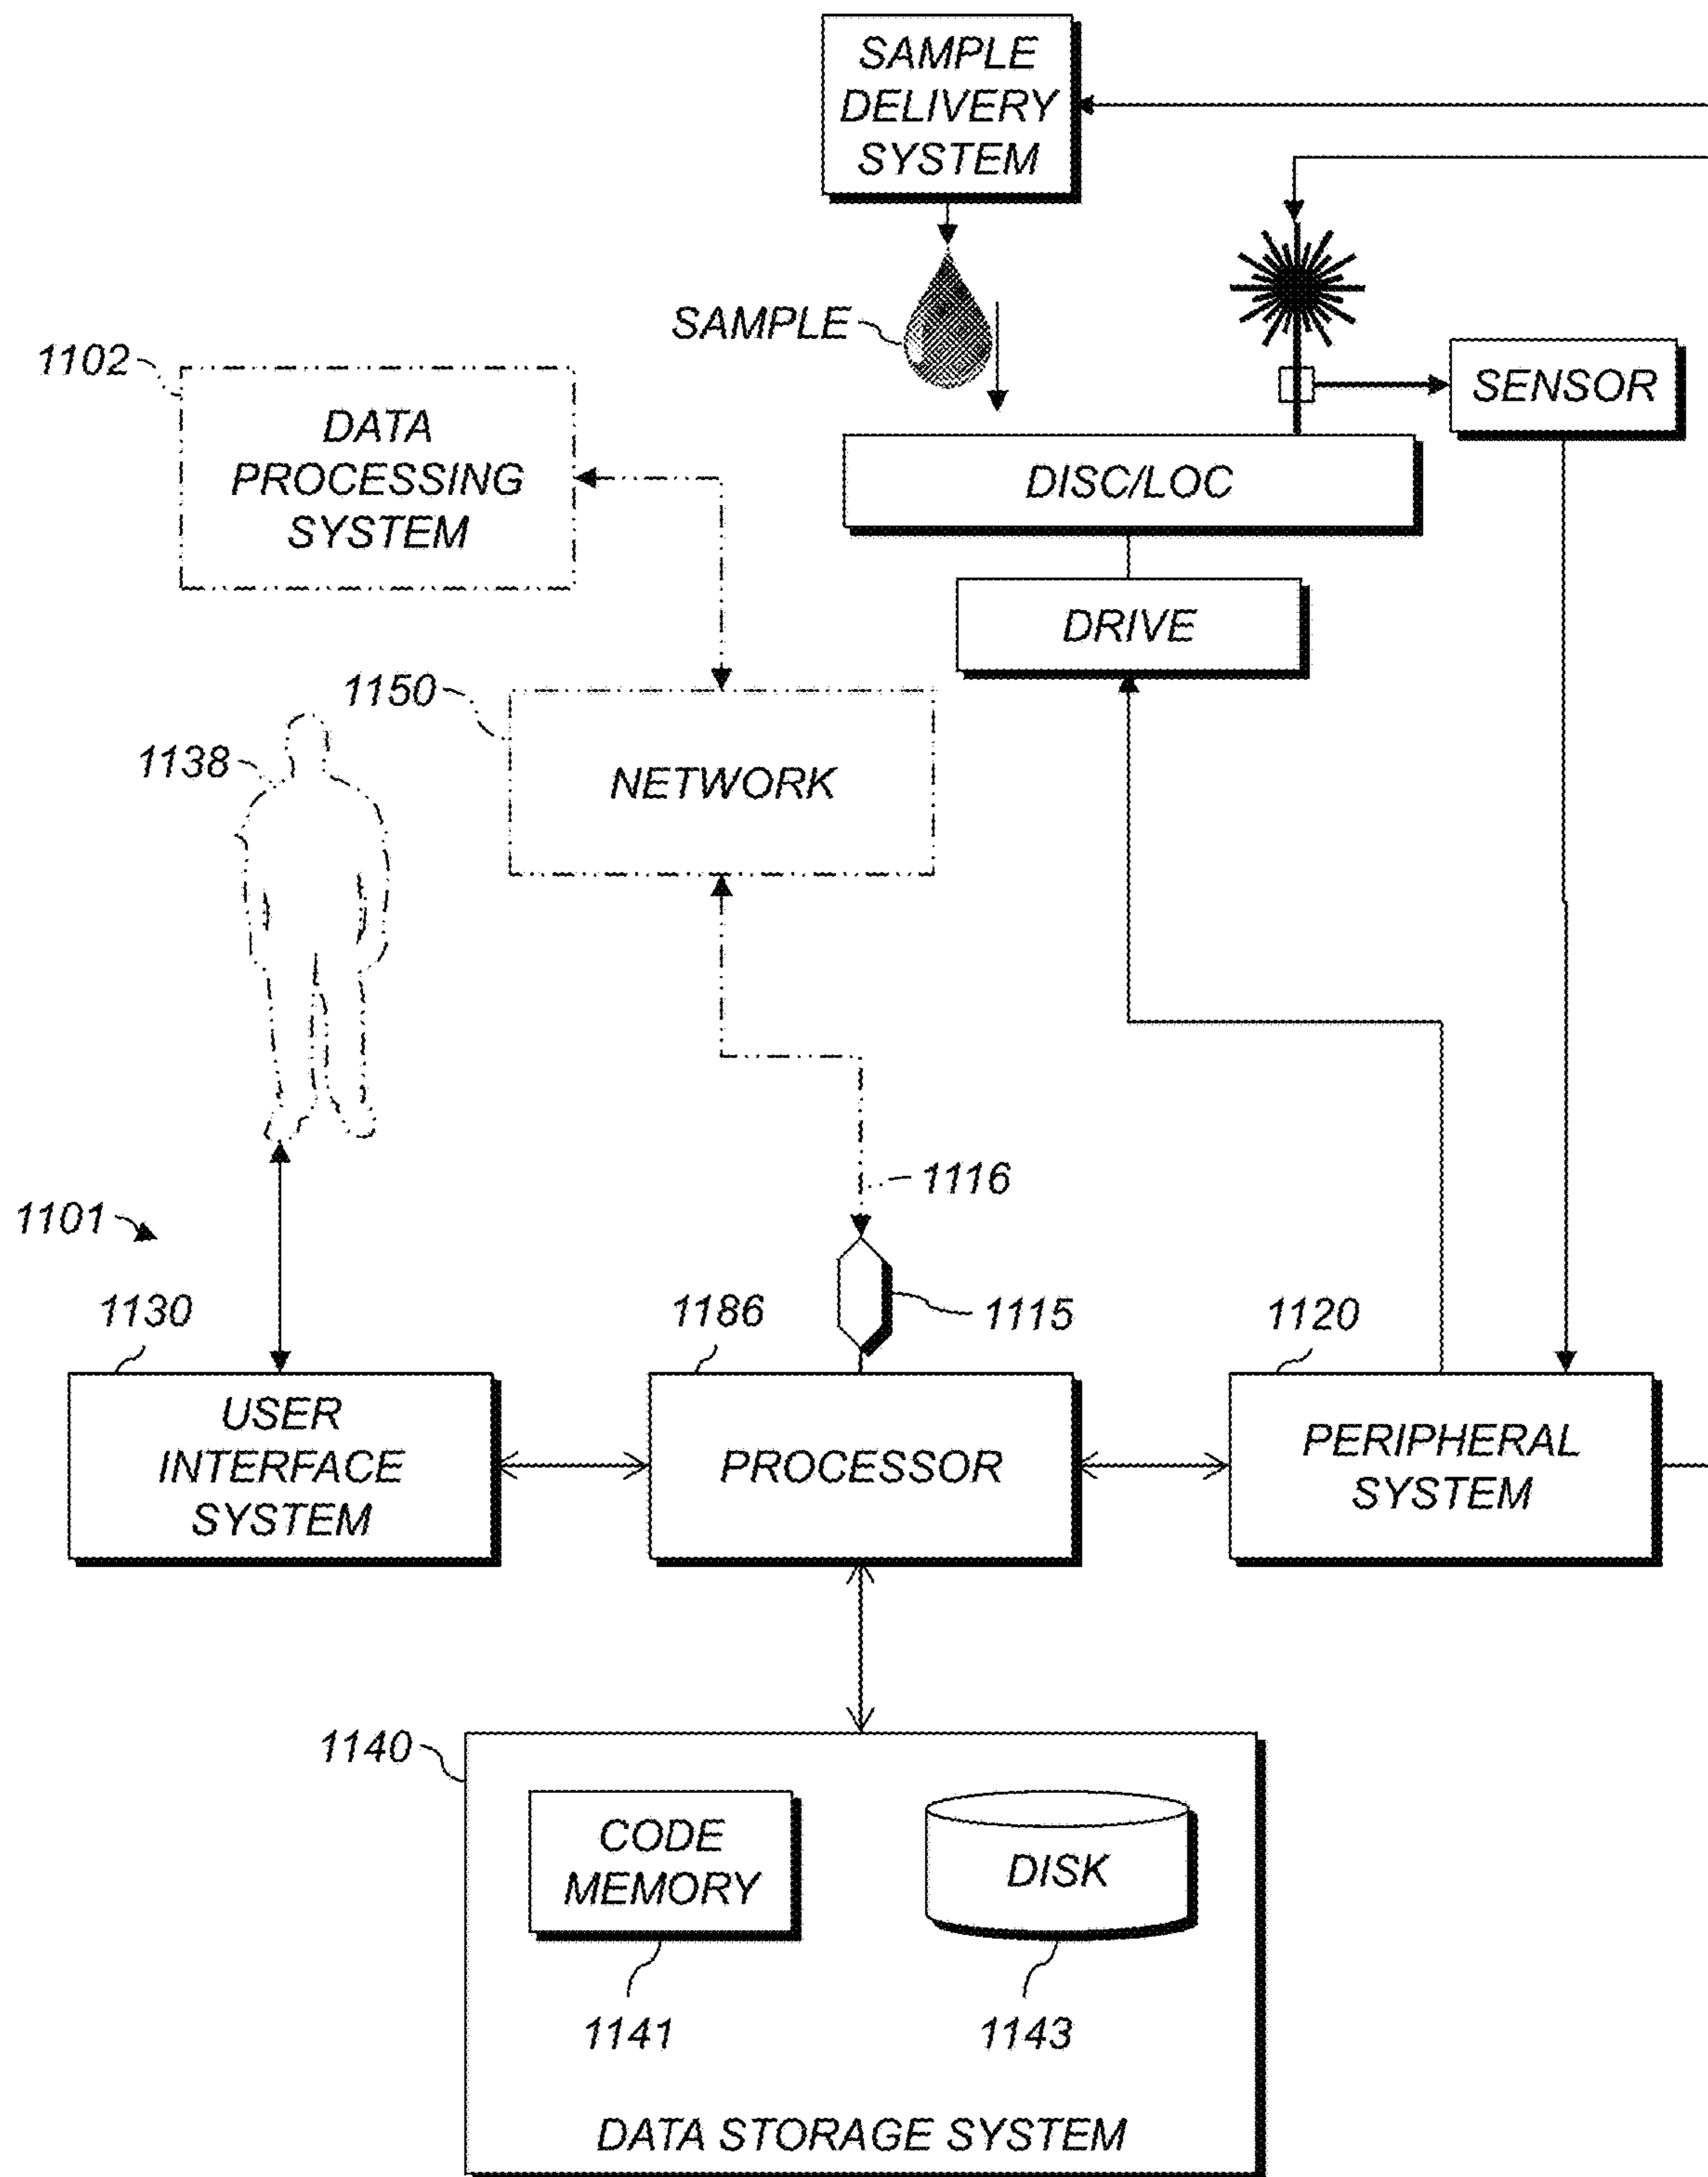 SAMPLE
DELIVERY
SYSTEM
SAMPLE
1102
DATA
PROCESSING
SYSTEM
SENSOR
DISC/LOC
DRIVE
1150
NETWORK
1138
1116
1101
1115
1130
USER
INTERFACE
SYSTEM
1186
PROCESSOR
1120
PERIPHERAL
SYSTEM
1140
CODE
MEMORY
DISK
1141
1143
DATA STORAGE SYSTEM